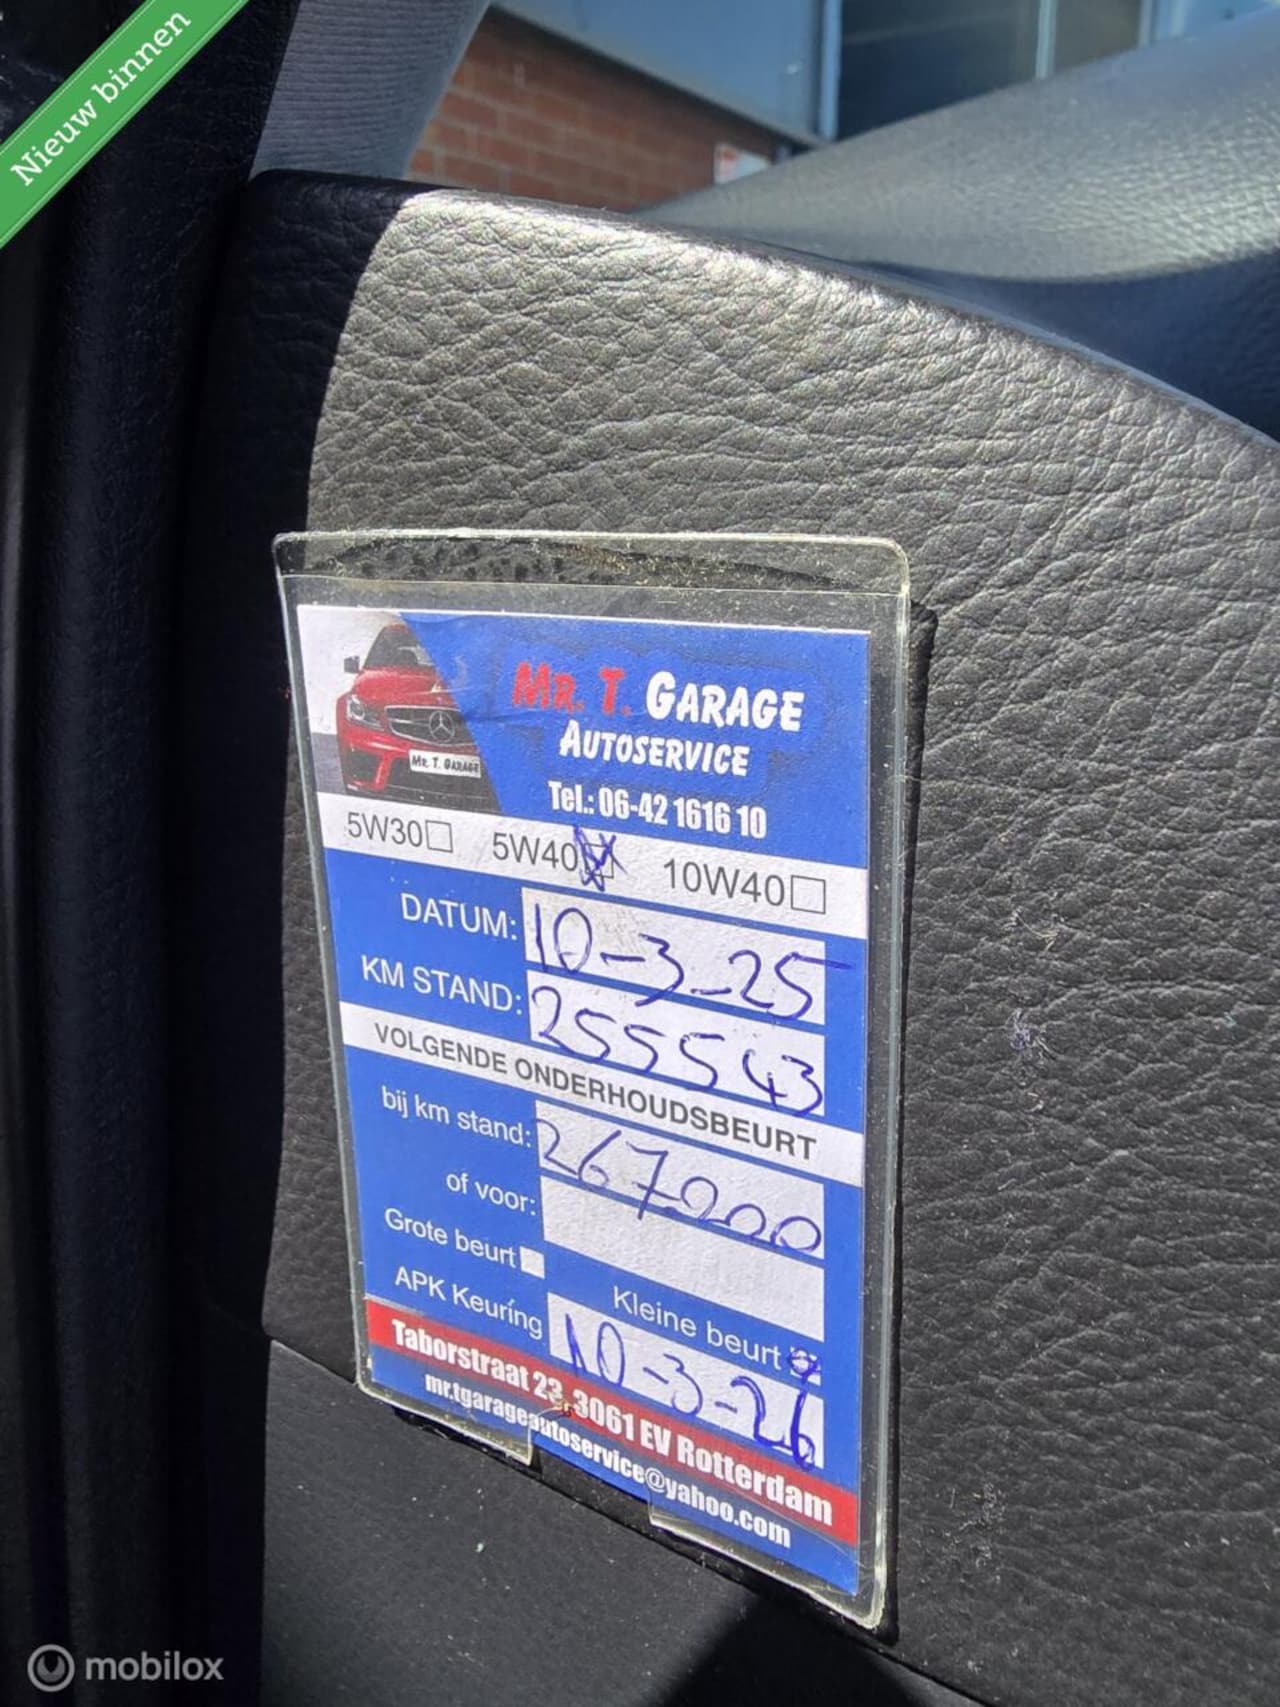 Nieuw binnen
MR. T. GARAGE
AUTOSERVICE
MR. T. GARAGE
Tel.: 06-42 1616 10
5W30 5W40 10W40
DATUM: 10-3-25
KM STAND: 255543
VOLGENDE ONDERHOUDSBEURT
bij km stand: 267000
of voor:
Grote beurt Kleine beurt
APK Keuring 10-3-26
Taborstraat 23, 3061 EV Rotterdam
mr.tgarageautoservice@yahoo.com
mobilox